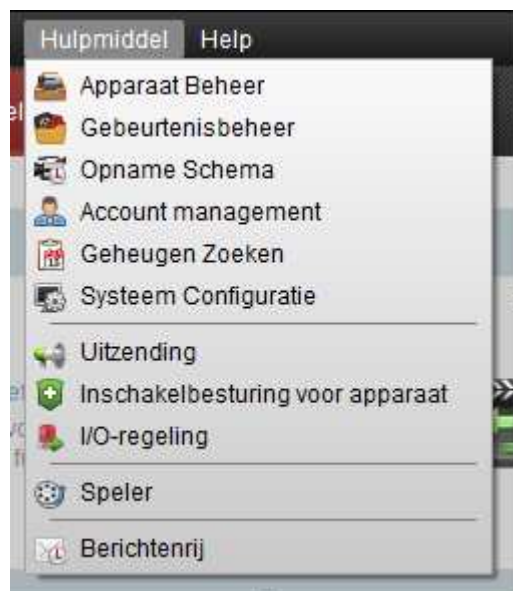 Hulpmiddel Help
Apparaat Beheer
Gebeurtenisbeheer
Opname Schema
Account management
Geheugen Zoeken
Systeem Configuratie
Uitzending
Inschakelbesturing voor apparaat
I/O-regeling
Speler
Berichtenrij